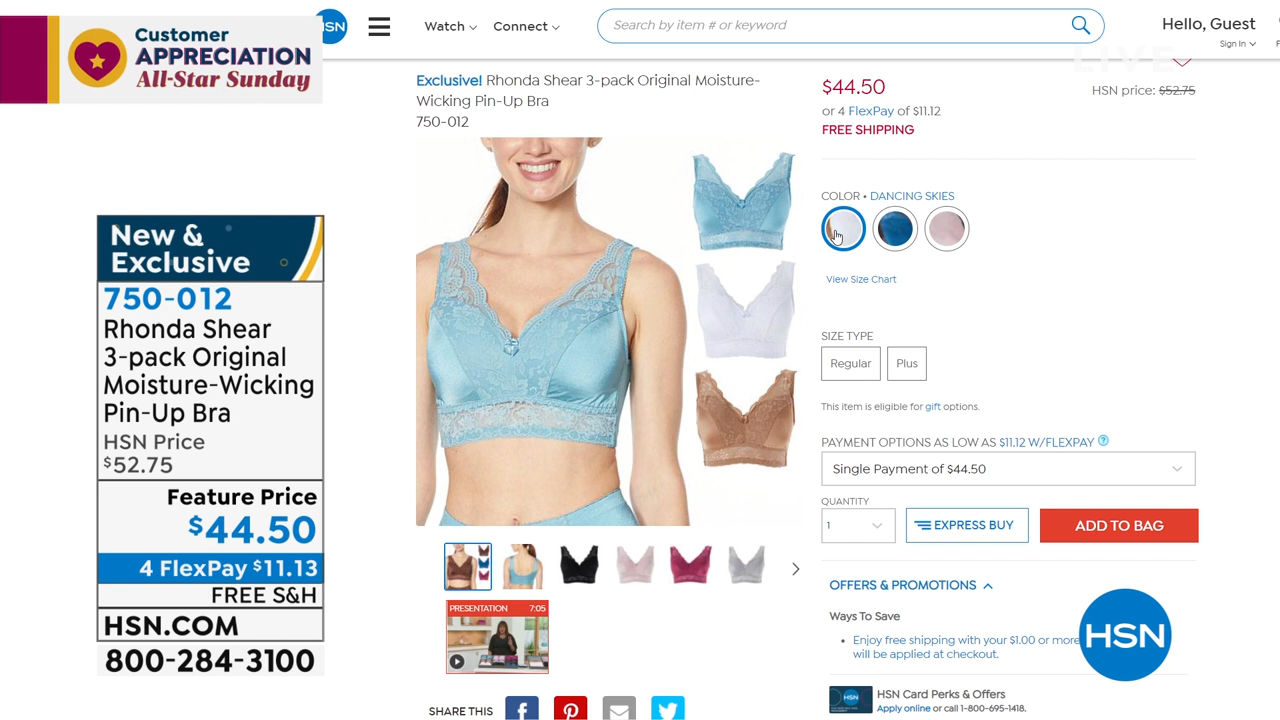 Customer
APPRECIATION
All-Star Sunday
HSN
Watch
Connect
Search by item # or keyword
Hello, Guest
Sign In
LIVE
Exclusive! Rhonda Shear 3-pack Original Moisture-
Wicking Pin-Up Bra
750-012
$44.50
HSN price: $52.75
or 4 FlexPay of $11.12
FREE SHIPPING
COLOR • DANCING SKIES
View Size Chart
SIZE TYPE
Regular
Plus
This item is eligible for gift options.
PAYMENT OPTIONS AS LOW AS $11.12 W/FLEXPAY ?
Single Payment of $44.50
QUANTITY
1
EXPRESS BUY
ADD TO BAG
OFFERS & PROMOTIONS
Ways To Save
• Enjoy free shipping with your $1.00 or more
will be applied at checkout.
HSN
HSN
HSN Card Perks & Offers
Apply online or call 1-800-695-1418.
New &
Exclusive
750-012
Rhonda Shear
3-pack Original
Moisture-Wicking
Pin-Up Bra
HSN Price
$52.75
Feature Price
$44.50
4 FlexPay $11.13
FREE S&H
HSN.COM
800-284-3100
PRESENTATION 7:05
SHARE THIS